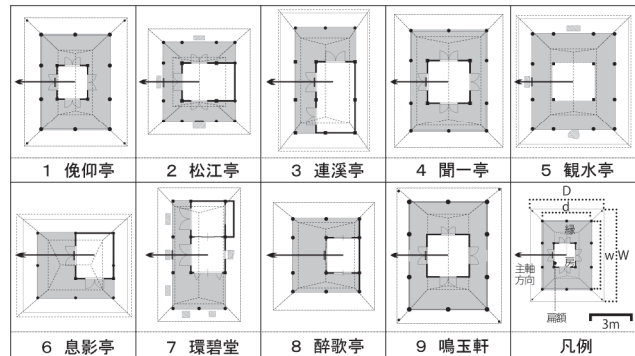 1 俛仰亭
2 松江亭
3 連溪亭
4 聞一亭
5 観水亭
D
d
縁
房
w W
主軸
方向
扁額
3m
6 息影亭
7 環碧堂
8 醉歌亭
9 鳴玉軒
凡例